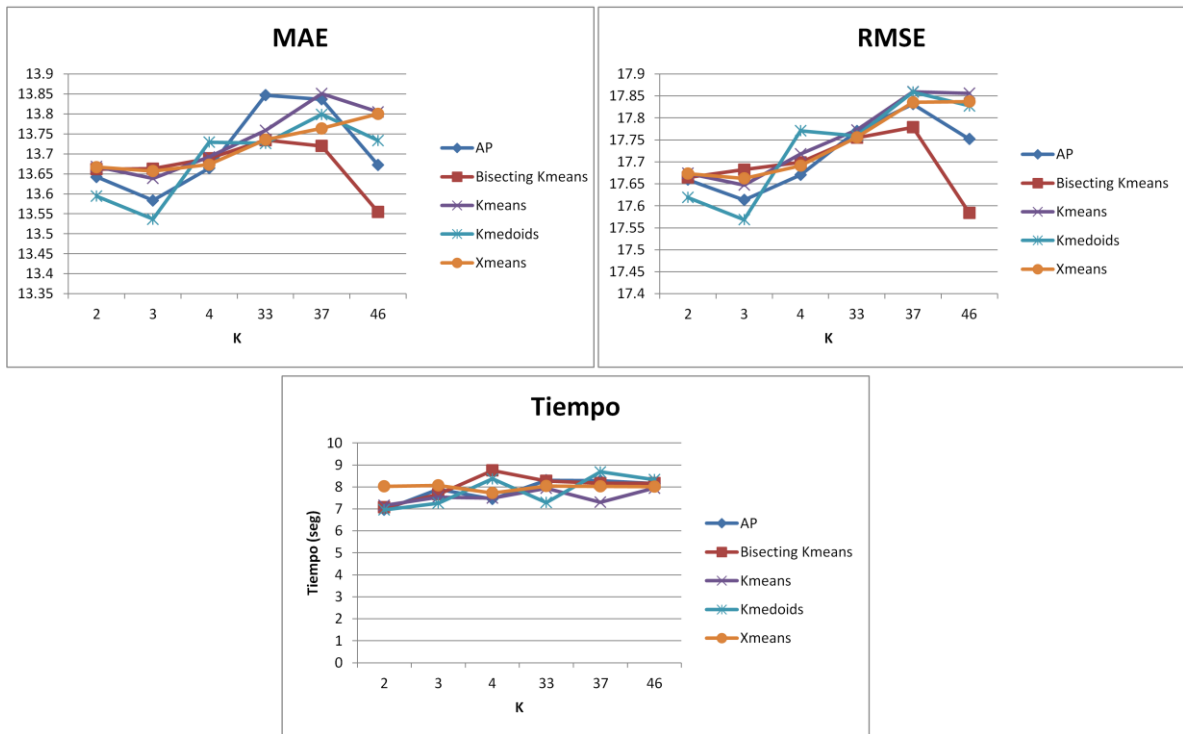 MAE
13.9
13.85
13.8
13.75
13.7
13.65
13.6
13.55
13.5
13.45
13.4
13.35
2 3 4 33 37 46
K
AP
Bisecting Kmeans
Kmeans
Kmedoids
Xmeans
RMSE
17.9
17.85
17.8
17.75
17.7
17.65
17.6
17.55
17.5
17.45
17.4
2 3 4 33 37 46
K
AP
Bisecting Kmeans
Kmeans
Kmedoids
Xmeans
Tiempo
Tiempo (seg)
10
9
8
7
6
5
4
3
2
1
0
2 3 4 33 37 46
K
AP
Bisecting Kmeans
Kmeans
Kmedoids
Xmeans